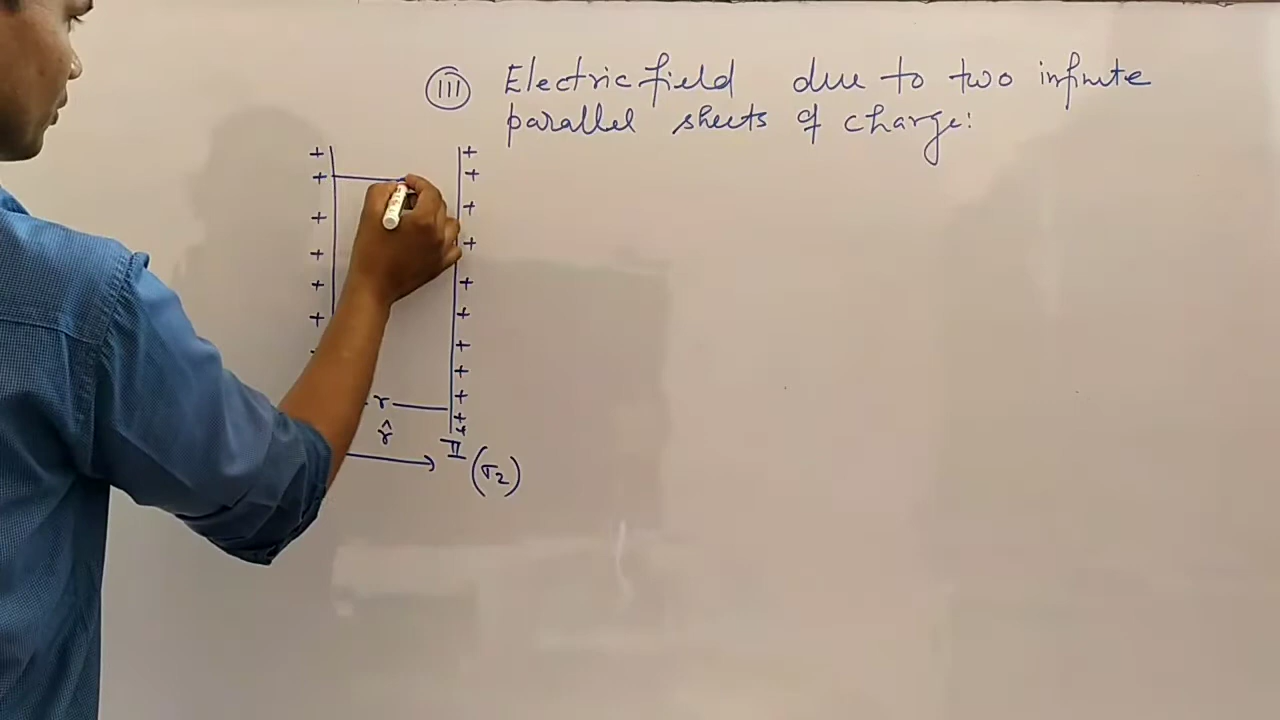 III Electric field due to two infinite
parallel sheets of charge:
+ +
+ +
+ +
+ +
+ +
+ +
+
+
+
+
+
r
r̂
II (σ2)